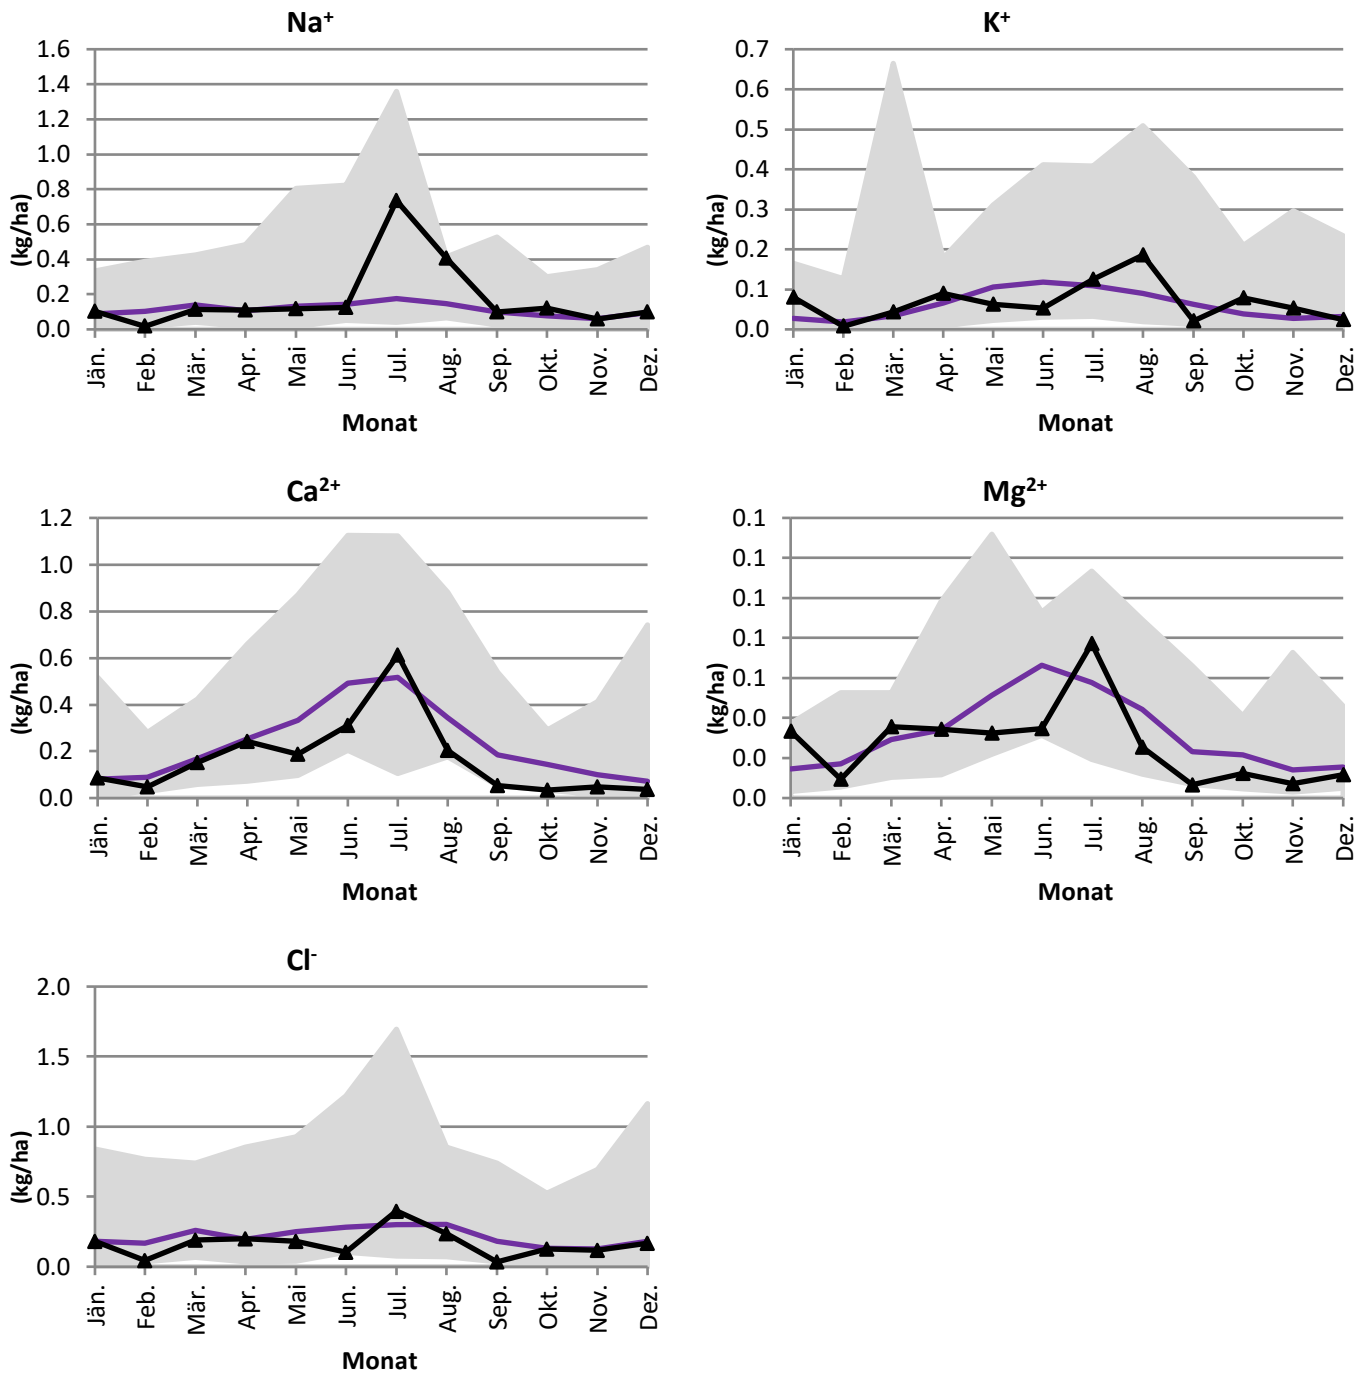 Na⁺
1.6
1.4
1.2
1.0
0.8
0.6
0.4
0.2
0.0
(kg/ha)
Jän.
Feb.
Mär.
Apr.
Mai
Jun.
Jul.
Aug.
Sep.
Okt.
Nov.
Dez.
Monat
K⁺
0.7
0.6
0.5
0.4
0.3
0.2
0.1
0.0
(kg/ha)
Jän.
Feb.
Mär.
Apr.
Mai
Jun.
Jul.
Aug.
Sep.
Okt.
Nov.
Dez.
Monat
Ca²⁺
1.2
1.0
0.8
0.6
0.4
0.2
0.0
(kg/ha)
Jän.
Feb.
Mär.
Apr.
Mai
Jun.
Jul.
Aug.
Sep.
Okt.
Nov.
Dez.
Monat
Mg²⁺
0.1
0.1
0.1
0.1
0.1
0.0
0.0
0.0
(kg/ha)
Jän.
Feb.
Mär.
Apr.
Mai
Jun.
Jul.
Aug.
Sep.
Okt.
Nov.
Dez.
Monat
Cl⁻
2.0
1.5
1.0
0.5
0.0
(kg/ha)
Jän.
Feb.
Mär.
Apr.
Mai
Jun.
Jul.
Aug.
Sep.
Okt.
Nov.
Dez.
Monat